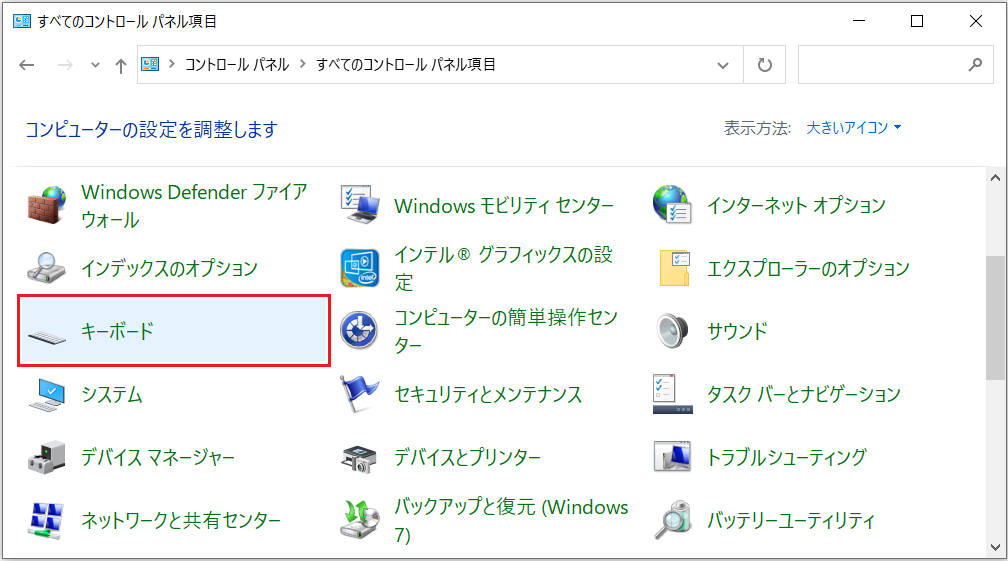 すべてのコントロール パネル項目
コントロール パネル > すべてのコントロール パネル項目
コンピューターの設定を調整します
表示方法: 大きいアイコン
Windows Defender ファイア
ウォール
Windows モビリティ センター
インターネット オプション
インデックスのオプション
インテル® グラフィックスの設
定
エクスプローラーのオプション
キーボード
コンピューターの簡単操作セン
ター
サウンド
システム
セキュリティとメンテナンス
タスク バーとナビゲーション
デバイス マネージャー
デバイスとプリンター
トラブルシューティング
ネットワークと共有センター
バックアップと復元 (Windows
7)
バッテリーユーティリティ